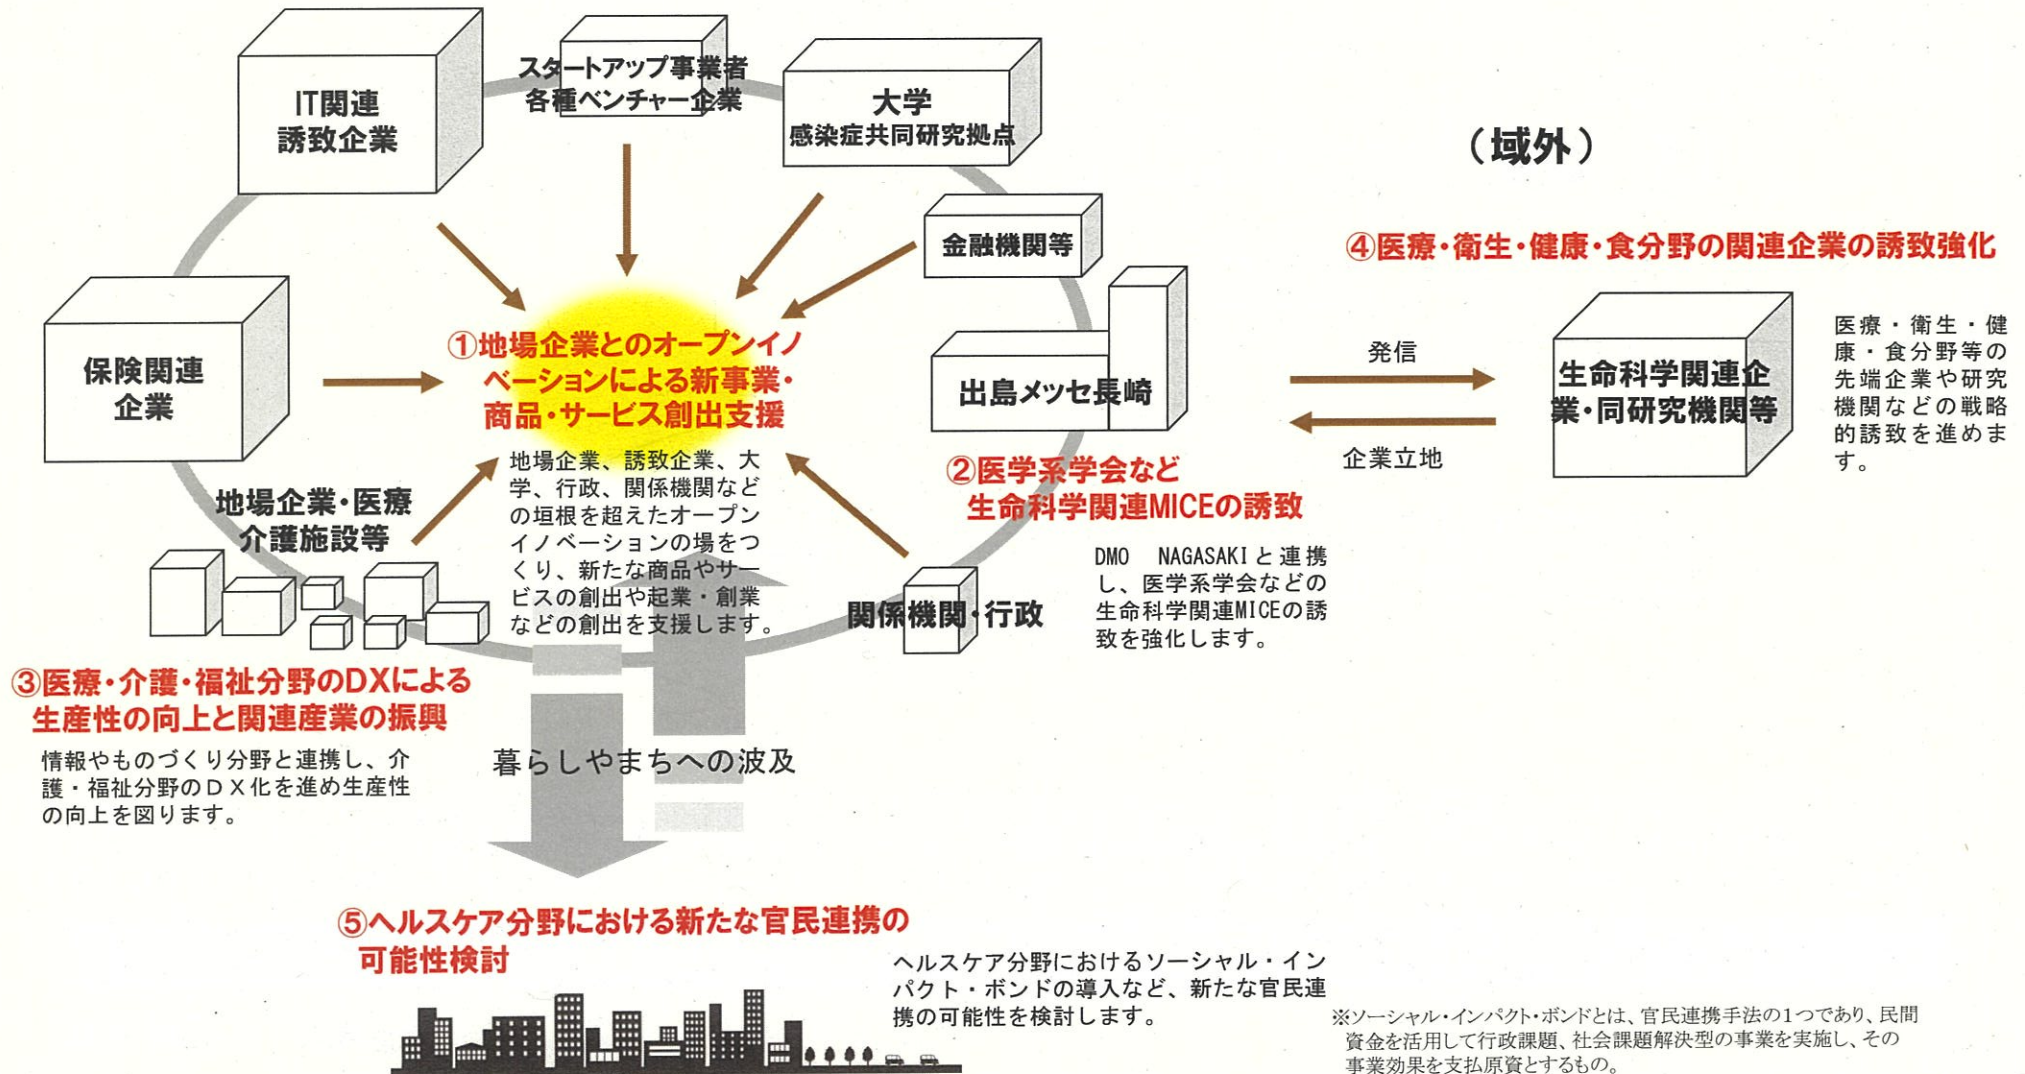 IT関連
誘致企業
スタートアップ事業者
各種ベンチャー企業
大学
感染症共同研究拠点
金融機関等
(域外)
④医療・衛生・健康・食分野の関連企業の誘致強化
保険関連
企業
①地場企業とのオープンイノ
ベーションによる新事業・
商品・サービス創出支援
地場企業、誘致企業、大
学、行政、関係機関など
の垣根を超えたオープン
イノベーションの場をつ
くり、新たな商品やサー
ビスの創出や起業・創業
などの創出を支援します。
出島メッセ長崎
発信
企業立地
生命科学関連企
業・同研究機関等
医療・衛生・健
康・食分野等の
先端企業や研究
機関などの戦略
的誘致を進めま
す。
②医学系学会など
生命科学関連MICEの誘致
DMO NAGASAKIと連携
し、医学系学会などの
生命科学関連MICEの誘
致を強化します。
地場企業・医療
介護施設等
関係機関・行政
③医療・介護・福祉分野のDXによる
生産性の向上と関連産業の振興
情報やものづくり分野と連携し、介
護・福祉分野のＤＸ化を進め生産性
の向上を図ります。
暮らしやまちへの波及
⑤ヘルスケア分野における新たな官民連携の
可能性検討
ヘルスケア分野におけるソーシャル・イン
パクト・ボンドの導入など、新たな官民連
携の可能性を検討します。
※ソーシャル・インパクト・ボンドとは、官民連携手法の1つであり、民間
資金を活用して行政課題、社会課題解決型の事業を実施し、その
事業効果を支払原資とするもの。